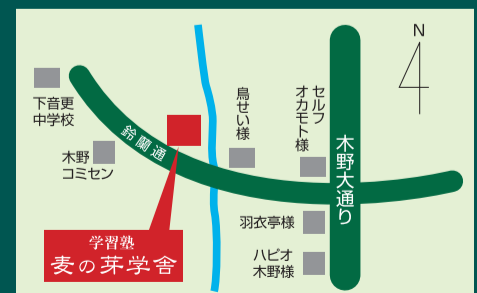 N
下音更
中学校
木野
コミセン
鈴蘭通
鳥せい様
セルフ
オカモト様
木野大通り
羽衣亭様
ハピオ
木野様
学習塾
麦の芽学舎